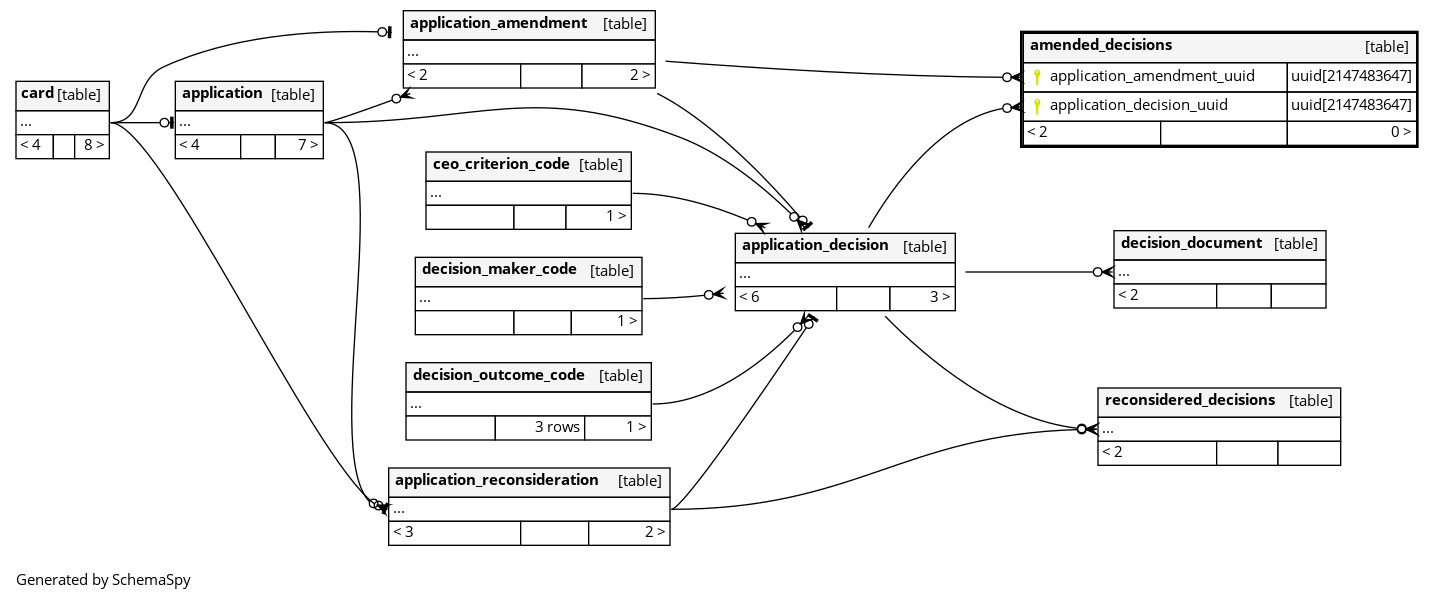 application_amendment [table]
...
< 2 2 >
amended_decisions [table]
application_amendment_uuid uuid[2147483647]
application_decision_uuid uuid[2147483647]
< 2 0 >
card [table]
...
< 4 8 >
application [table]
...
< 4 7 >
ceo_criterion_code [table]
...
1 >
application_decision [table]
...
< 6 3 >
decision_document [table]
...
< 2
decision_maker_code [table]
...
1 >
decision_outcome_code [table]
...
3 rows 1 >
reconsidered_decisions [table]
...
< 2
application_reconsideration [table]
...
< 3 2 >
Generated by SchemaSpy